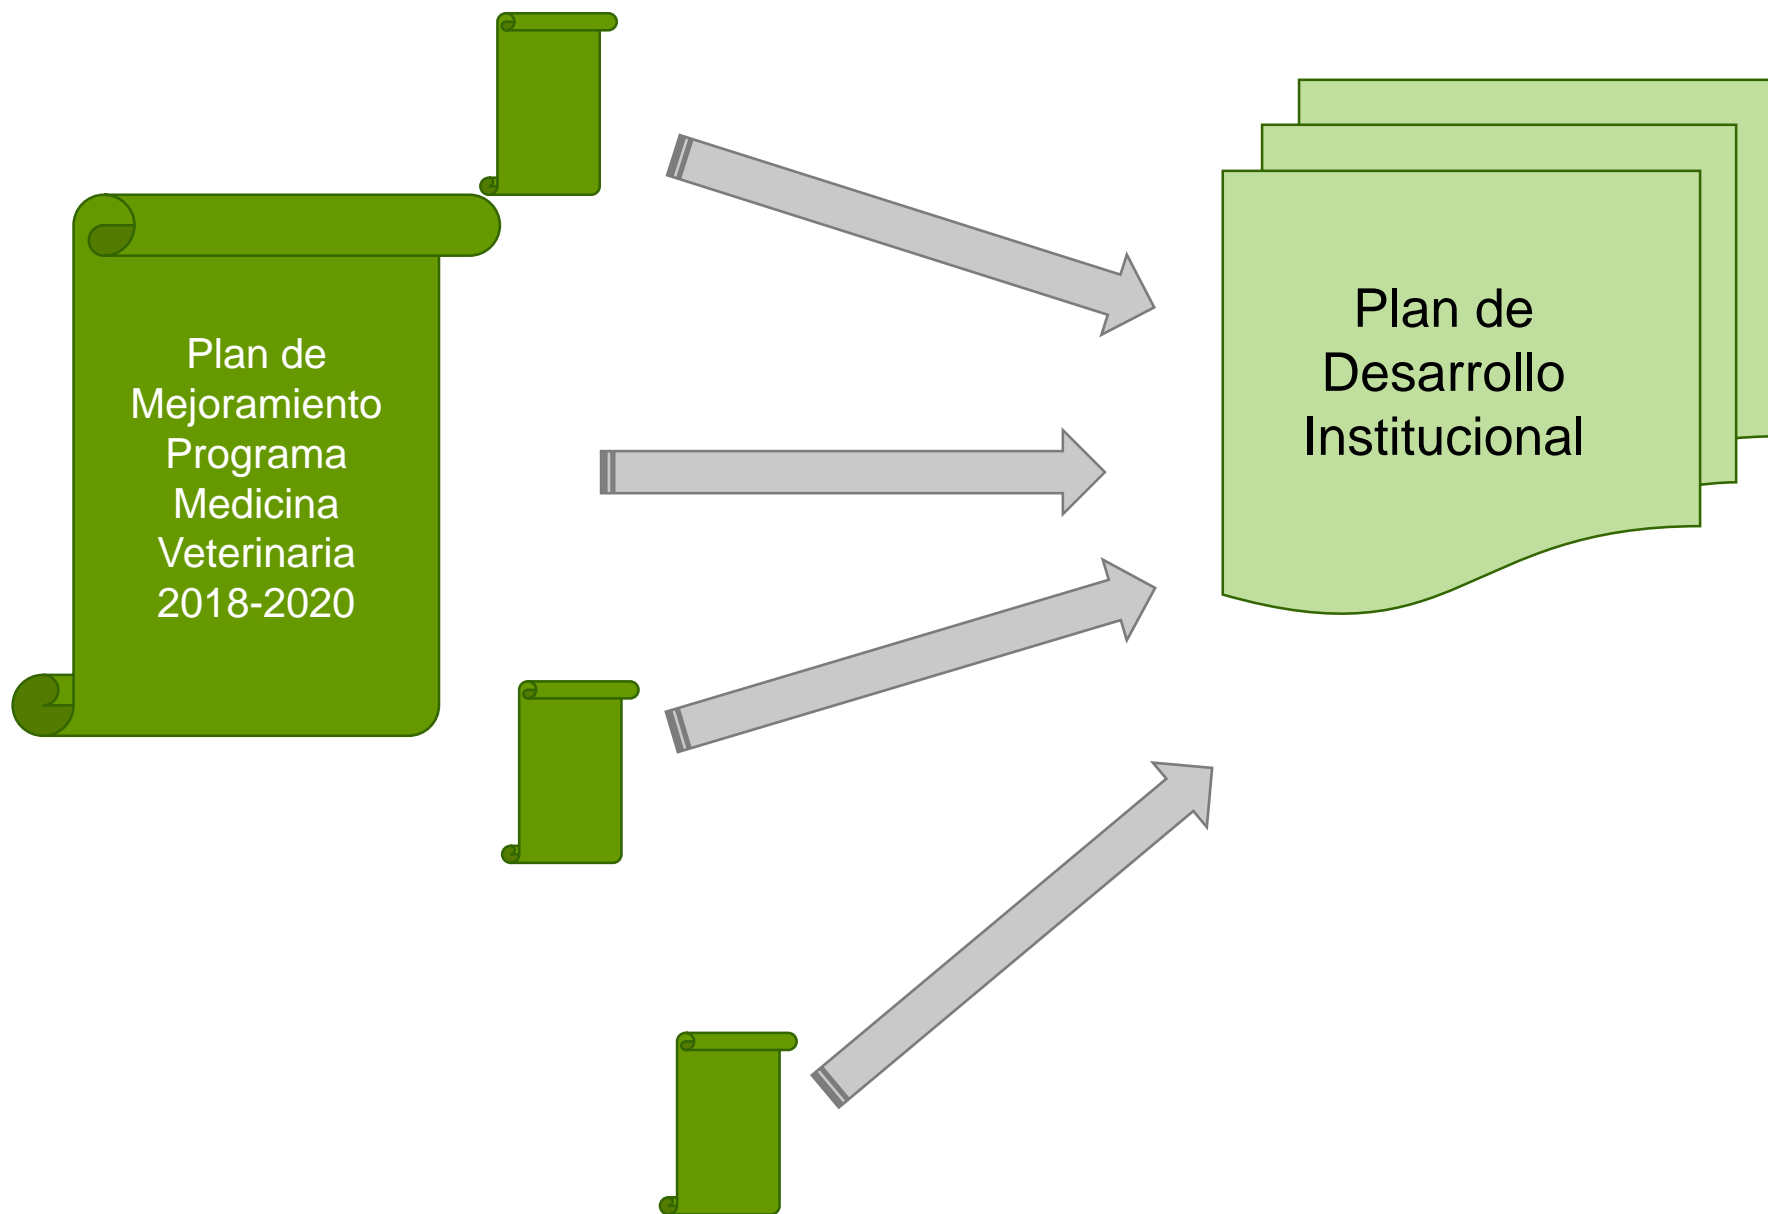 Plan de
Mejoramiento
Programa
Medicina
Veterinaria
2018-2020
Plan de
Desarrollo
Institucional